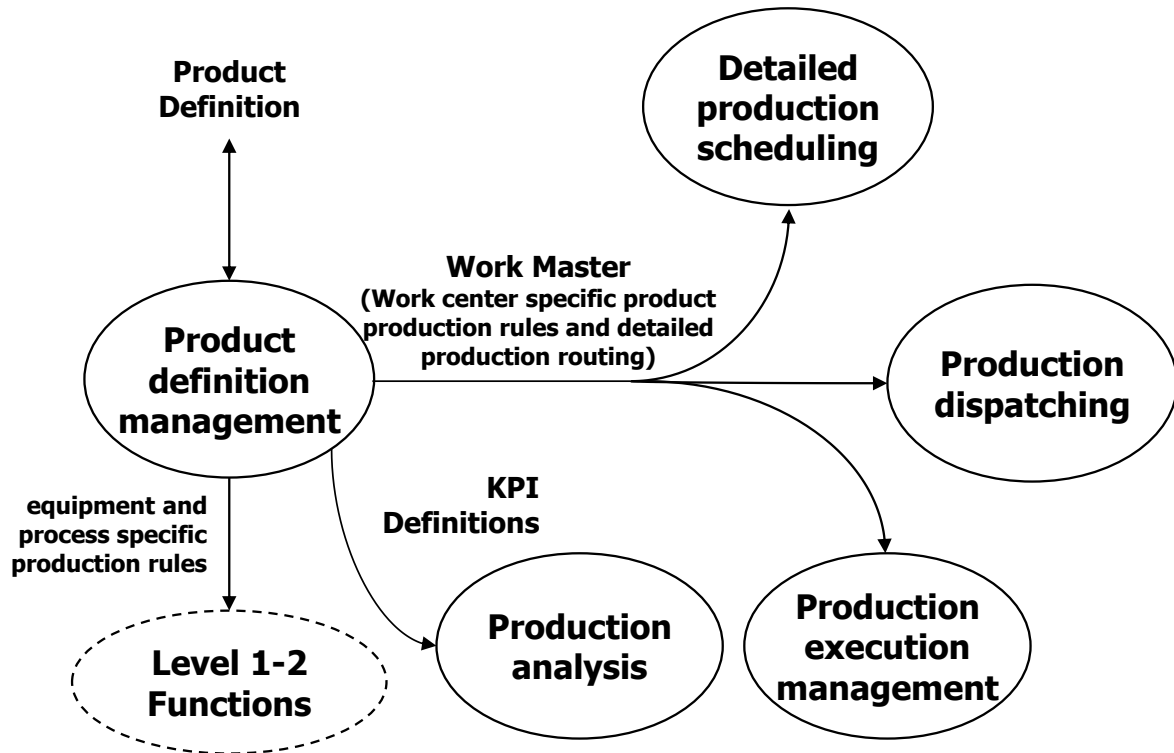 Product
Definition
Detailed
production
scheduling
Work Master
(Work center specific product
production rules and detailed
production routing)
Product
definition
management
Production
dispatching
KPI
Definitions
equipment and
process specific
production rules
Production
analysis
Production
execution
management
Level 1-2
Functions